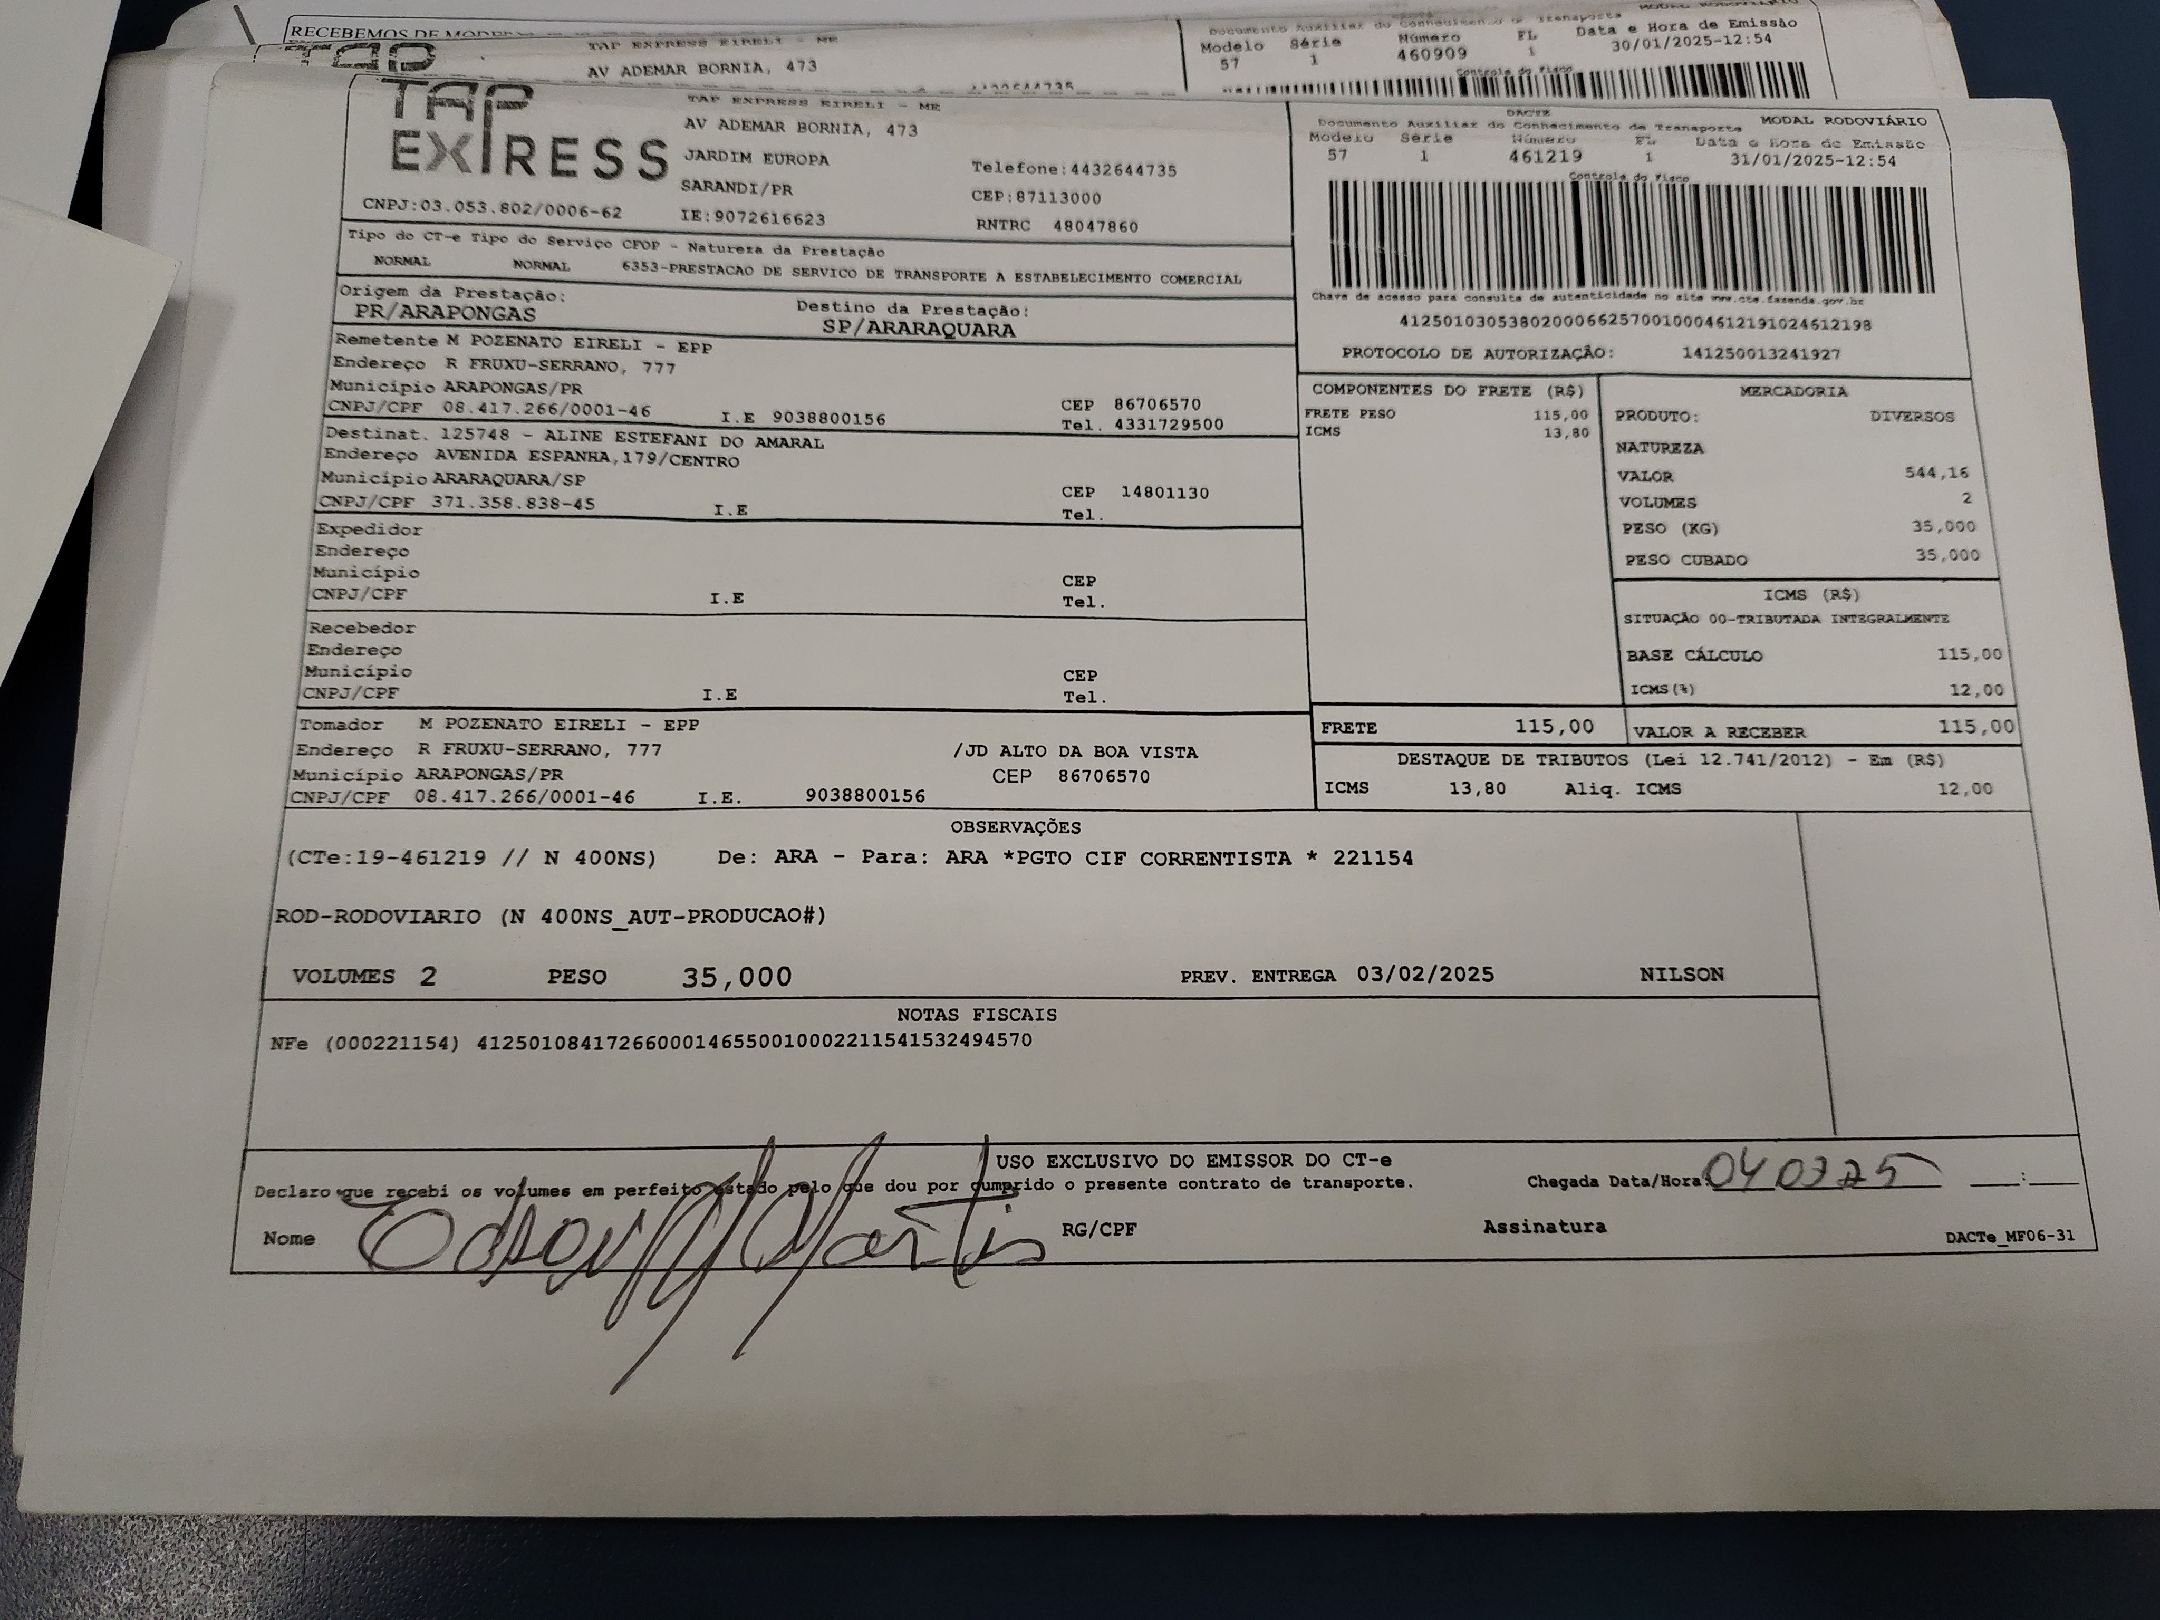 RECEBEMOS DE
TAP
TAP EXPRESS EIRELI - ME
AV ADEMAR BORNIA, 473
Documento Auxiliar do Conhecimento de Transporte
Modelo Série Número FL Data e Hora de Emissão
57 1 460909 1 30/01/2025-12:54
Controle do Fisco
TAP
EXPRESS
CNPJ:03.053.802/0006-62
TAP EXPRESS EIRELI - ME
AV ADEMAR BORNIA, 473
JARDIM EUROPA
SARANDI/PR
IE:9072616623
Telefone:4432644735
CEP:87113000
RNTRC 48047860
DACTE
Documento Auxiliar do Conhecimento de Transporte MODAL RODOVIÁRIO
Modelo Série Número FL Data e Hora de Emissão
57 1 461219 1 31/01/2025-12:54
Controle do Fisco
Chave de acesso para consulta de autenticidade no site www.cte.fazenda.gov.br
41250103053802000662570010004612191024612198
PROTOCOLO DE AUTORIZAÇÃO: 141250013241927
Tipo do CT-e Tipo do Serviço CFOP - Natureza da Prestação
NORMAL NORMAL 6353-PRESTACAO DE SERVICO DE TRANSPORTE A ESTABELECIMENTO COMERCIAL
Origem da Prestação: Destino da Prestação:
PR/ARAPONGAS SP/ARARAQUARA
Remetente M POZENATO EIRELI - EPP
Endereço R FRUXU-SERRANO, 777
Município ARAPONGAS/PR CEP 86706570
CNPJ/CPF 08.417.266/0001-46 I.E 9038800156 Tel. 4331729500
Destinat. 125748 - ALINE ESTEFANI DO AMARAL
Endereço AVENIDA ESPANHA,179/CENTRO
Município ARARAQUARA/SP CEP 14801130
CNPJ/CPF 371.358.838-45 I.E Tel.
Expedidor
Endereço
Município CEP
CNPJ/CPF I.E Tel.
Recebedor
Endereço
Município CEP
CNPJ/CPF I.E Tel.
Tomador M POZENATO EIRELI - EPP
Endereço R FRUXU-SERRANO, 777 /JD ALTO DA BOA VISTA
Município ARAPONGAS/PR CEP 86706570
CNPJ/CPF 08.417.266/0001-46 I.E. 9038800156
COMPONENTES DO FRETE (R$)
FRETE PESO 115,00
ICMS 13,80
MERCADORIA
PRODUTO: DIVERSOS
NATUREZA
VALOR 544,16
VOLUMES 2
PESO (KG) 35,000
PESO CUBADO 35,000
ICMS (R$)
SITUAÇÃO 00-TRIBUTADA INTEGRALMENTE
BASE CÁLCULO 115,00
ICMS(%) 12,00
FRETE 115,00 VALOR A RECEBER 115,00
DESTAQUE DE TRIBUTOS (Lei 12.741/2012) - Em (R$)
ICMS 13,80 Aliq. ICMS 12,00
OBSERVAÇÕES
(CTe:19-461219 // N 400NS) De: ARA - Para: ARA *PGTO CIF CORRENTISTA * 221154
ROD-RODOVIARIO (N 400NS_AUT-PRODUCAO#)
VOLUMES 2 PESO 35,000 PREV. ENTREGA 03/02/2025 NILSON
NOTAS FISCAIS
NFe (000221154) 41250108417266000146550010002211541532494570
USO EXCLUSIVO DO EMISSOR DO CT-e
Declaro que recebi os volumes em perfeito estado pelo que dou por cumprido o presente contrato de transporte. Chegada Data/Hora: 040225 __:__
Nome Edson Martis RG/CPF Assinatura
DACTe_MF06-31